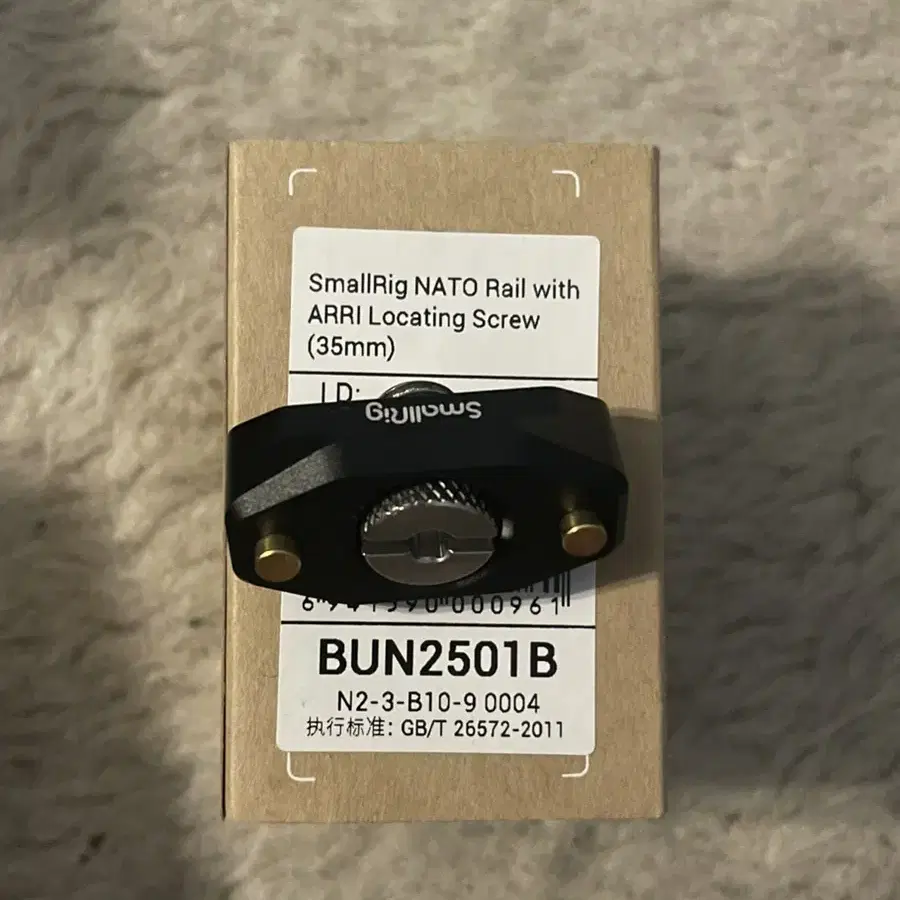 SmallRig NATO Rail with
ARRI Locating Screw
(35mm)
SmallRig
BUN2501B
N2-3-B10-9 0004
执行标准: GB/T 26572-2011